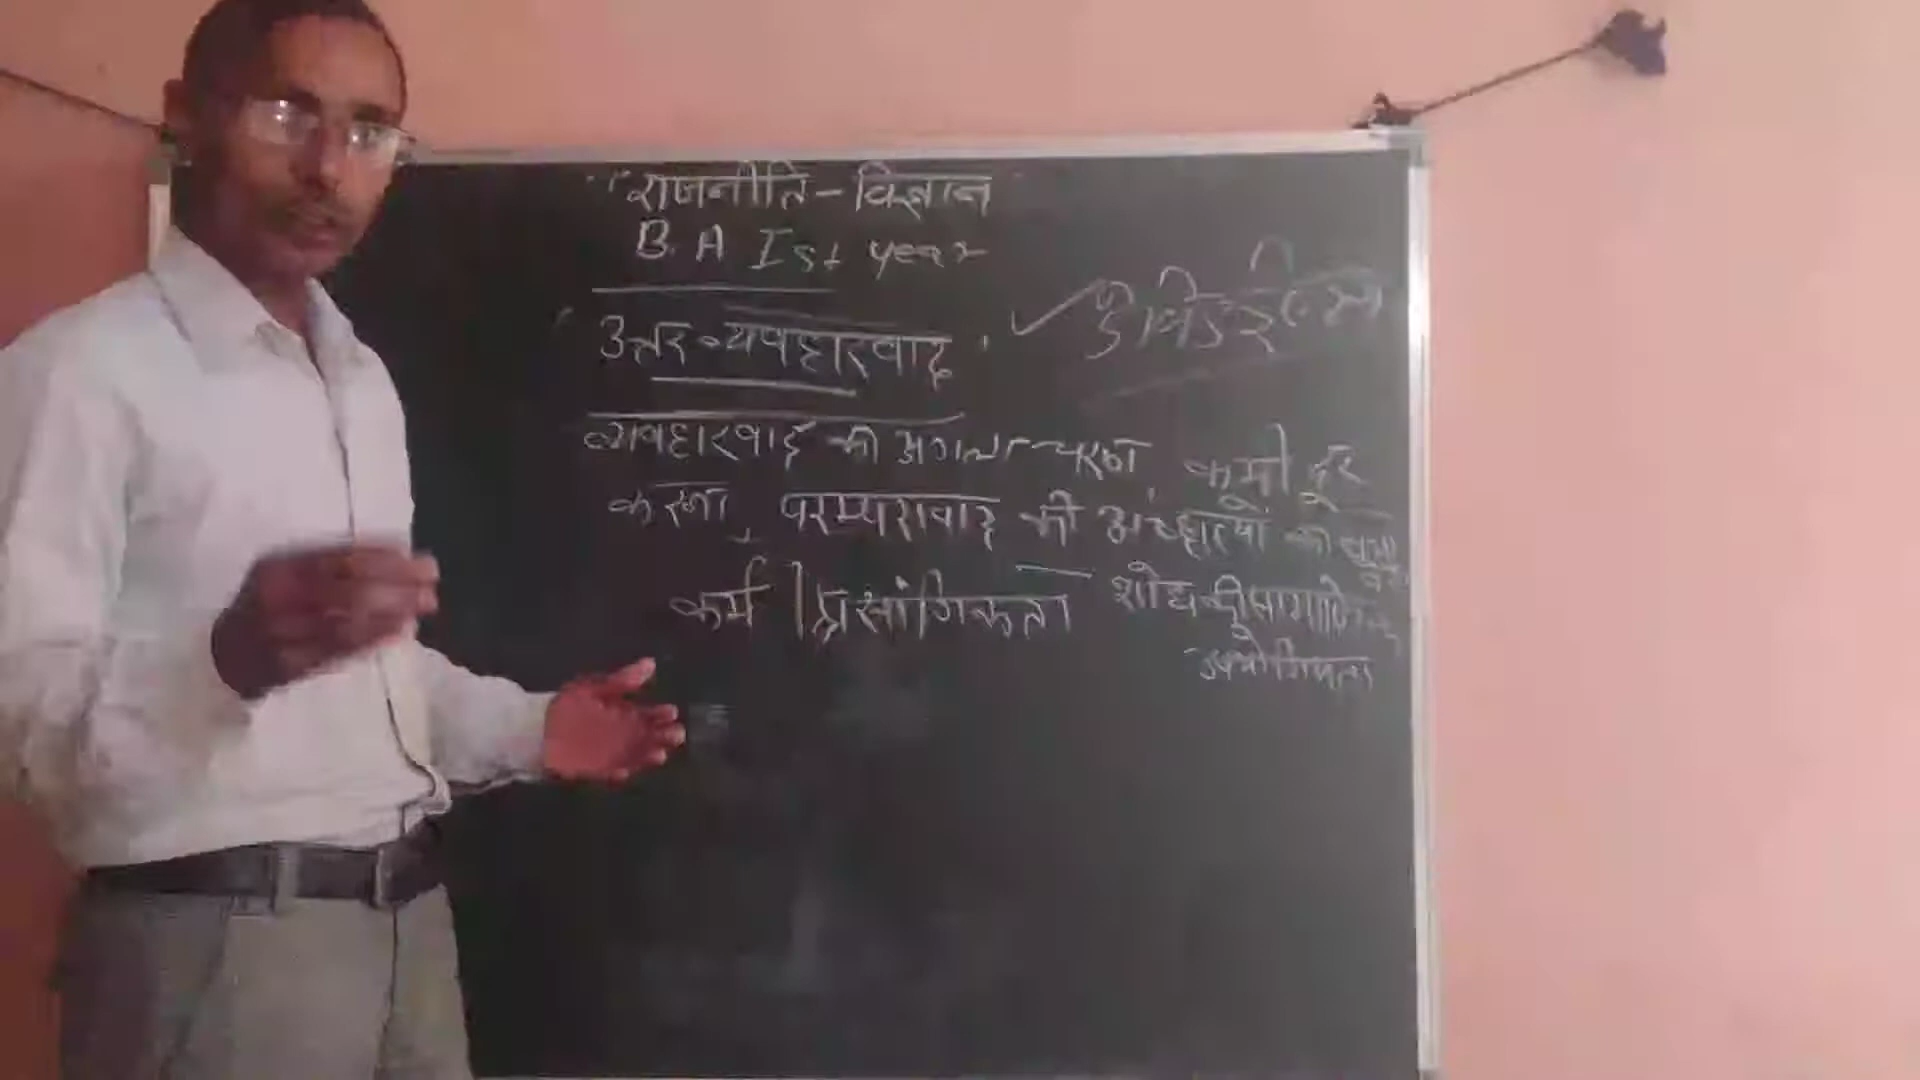 राजनीति-विज्ञान
B. A Ist year
उत्तर व्यवहारवाद ✓ डेविड ईस्टन
व्यवहारवाद का अगला चरण, कमी दूर
करना, परम्परावाद की अच्छाइयों को
कर्म / प्रसांगिकता शोध की
उपयोगिता